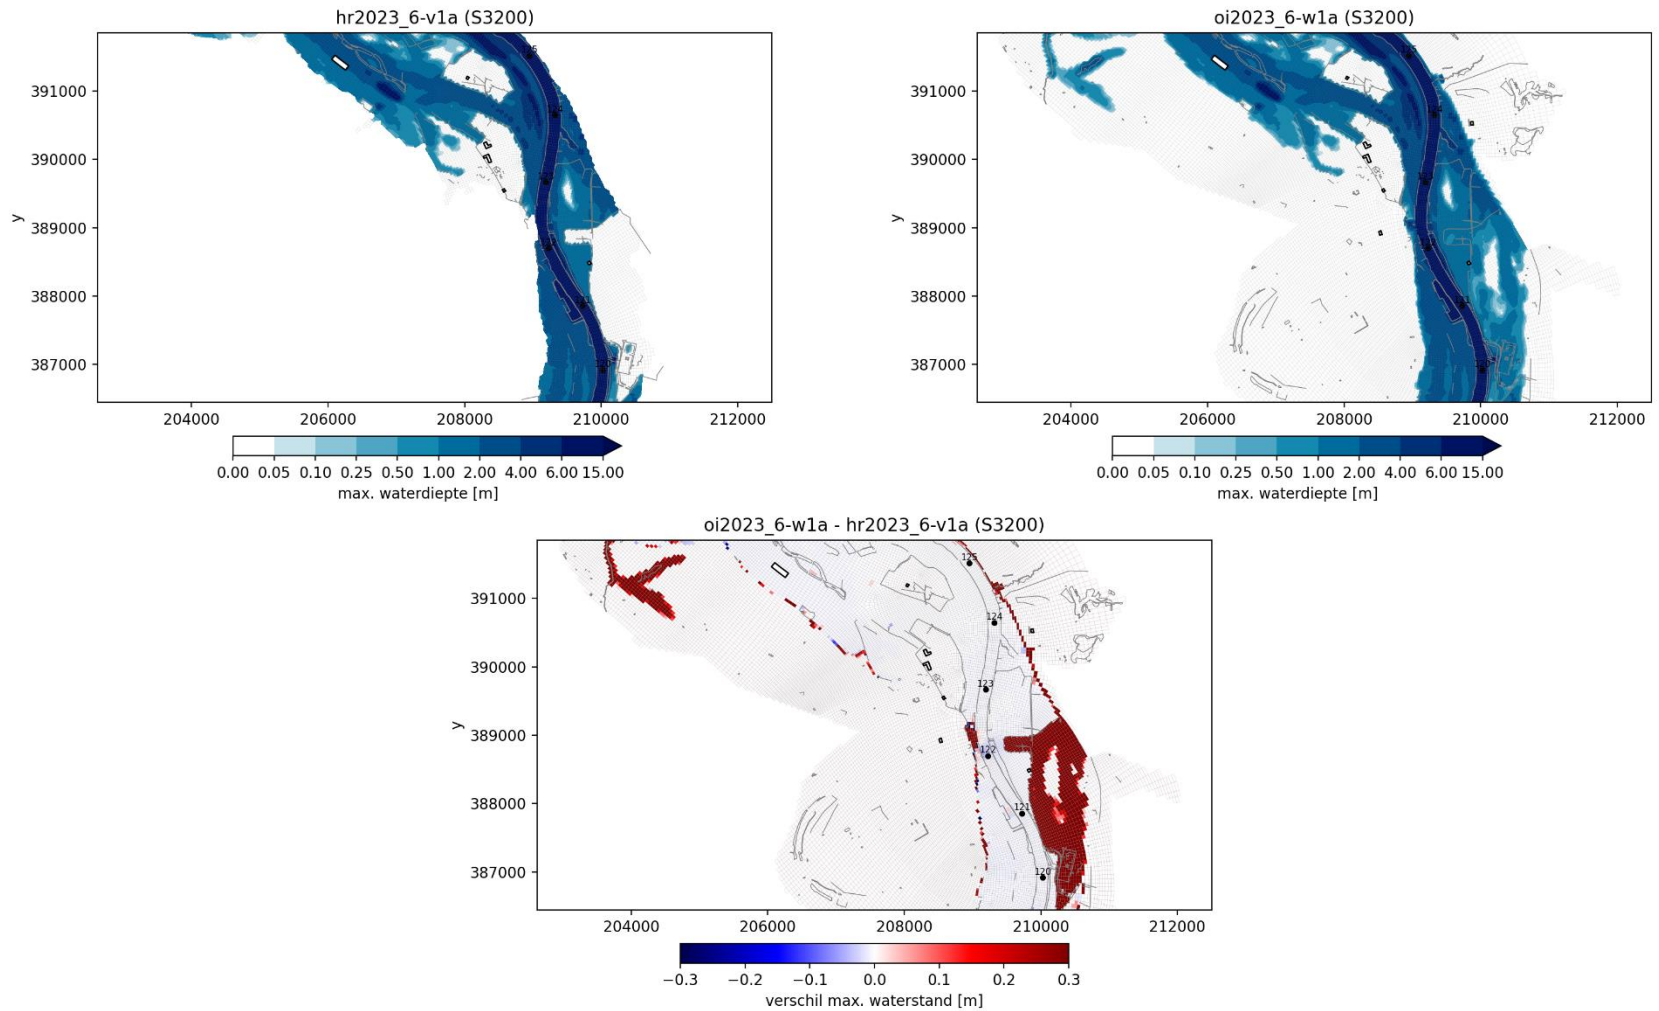 hr2023_6-v1a (S3200)
oi2023_6-w1a (S3200)
y
391000
390000
389000
388000
387000
204000 206000 208000 210000 212000
0.00 0.05 0.10 0.25 0.50 1.00 2.00 4.00 6.00 15.00
max. waterdiepte [m]
y
391000
390000
389000
388000
387000
204000 206000 208000 210000 212000
0.00 0.05 0.10 0.25 0.50 1.00 2.00 4.00 6.00 15.00
max. waterdiepte [m]
oi2023_6-w1a - hr2023_6-v1a (S3200)
y
391000
390000
389000
388000
387000
125
124
123
122
121
120
204000 206000 208000 210000 212000
−0.3 −0.2 −0.1 0.0 0.1 0.2 0.3
verschil max. waterstand [m]